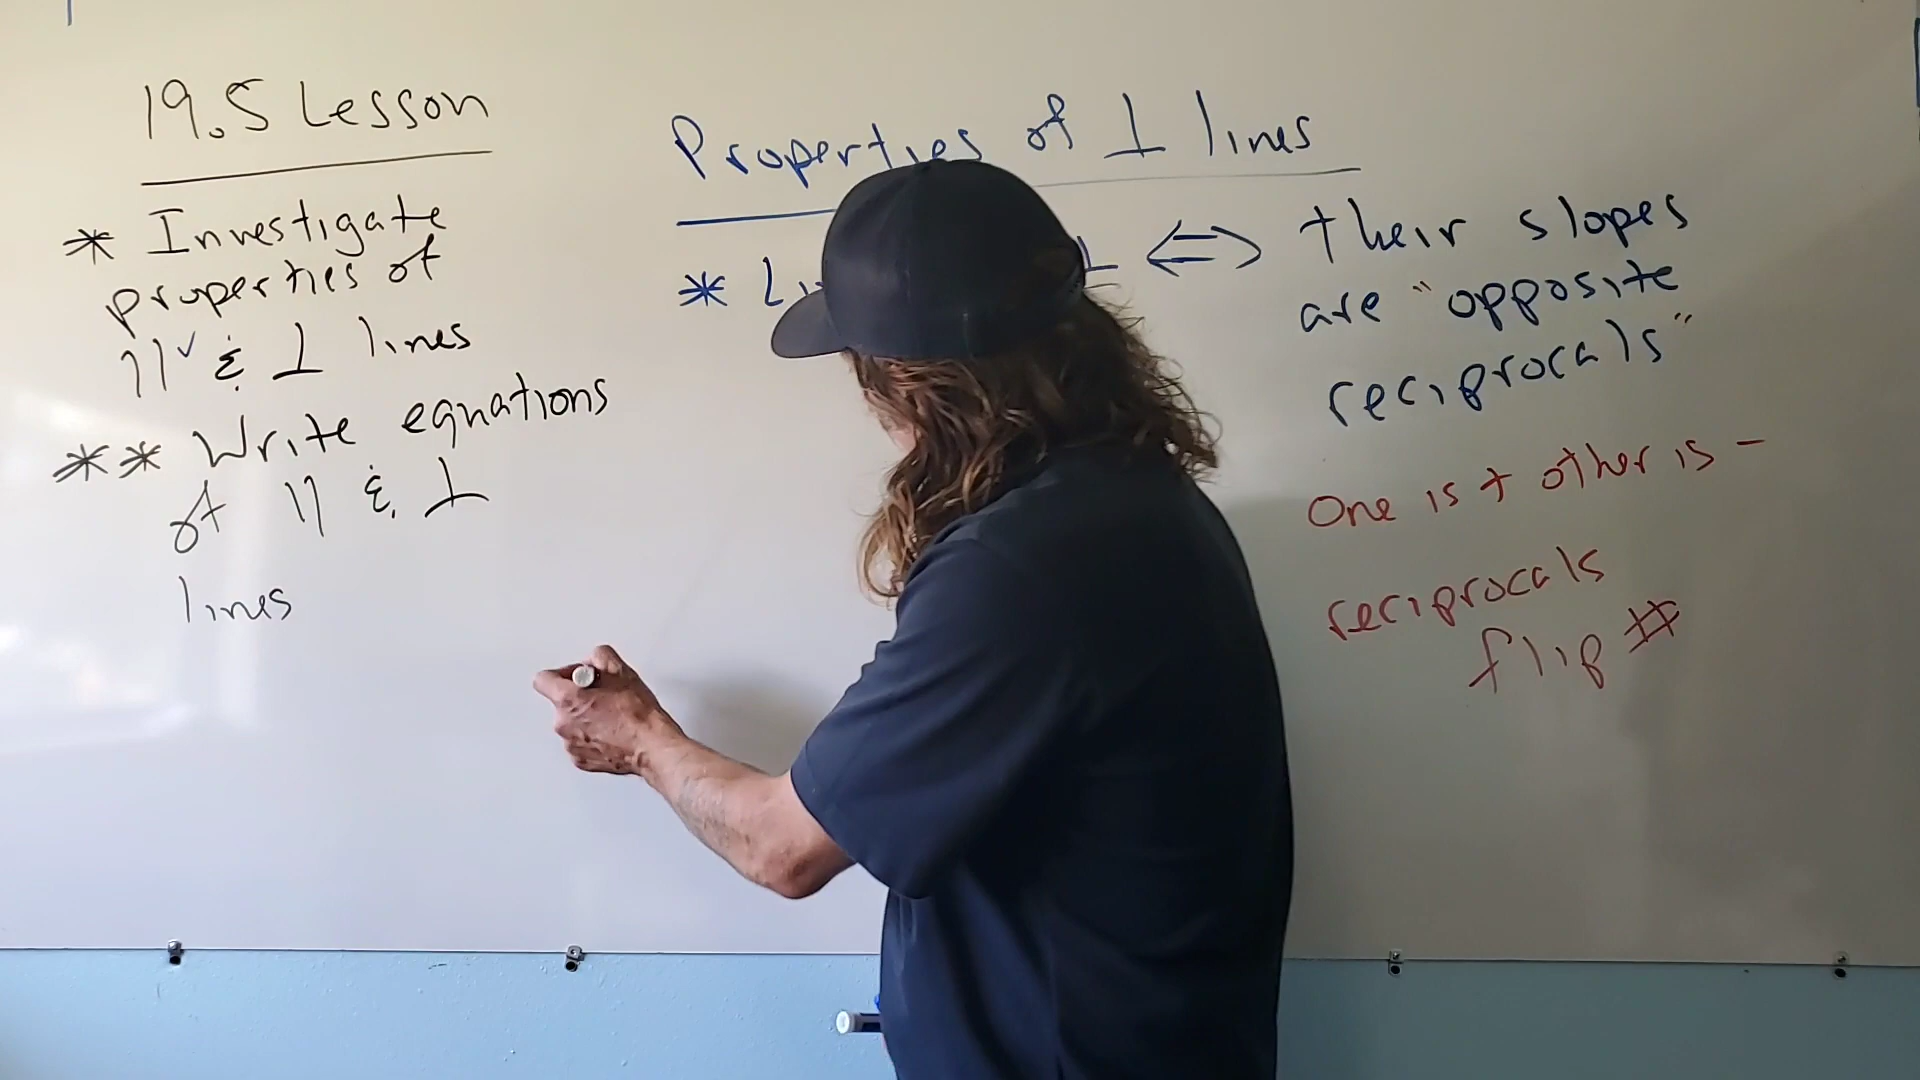 19.5 Lesson
* Investigate
properties of
|| ✓ & ⊥ lines
** Write equations
of || & ⊥
lines
Properties of ⊥ lines
* ⊥ ⇔ their slopes
are "opposite
reciprocals"
One is + other is -
reciprocals
flip #